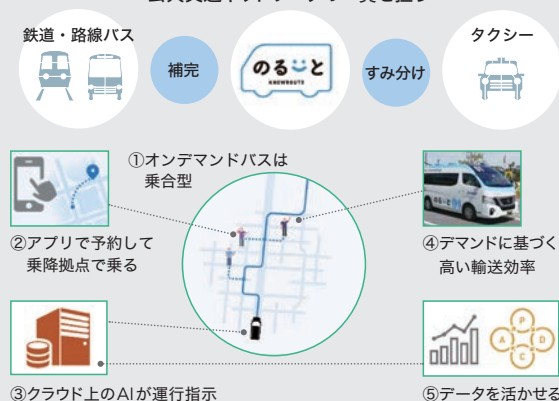 鉄道・路線バス
補完
のるーと
KNOWROUTE
すみ分け
タクシー
①オンデマンドバスは
乗合型
②アプリで予約して
乗降拠点で乗る
④デマンドに基づく
高い輸送効率
③クラウド上のAIが運行指示
⑤データを活かせる
P
A
D
C